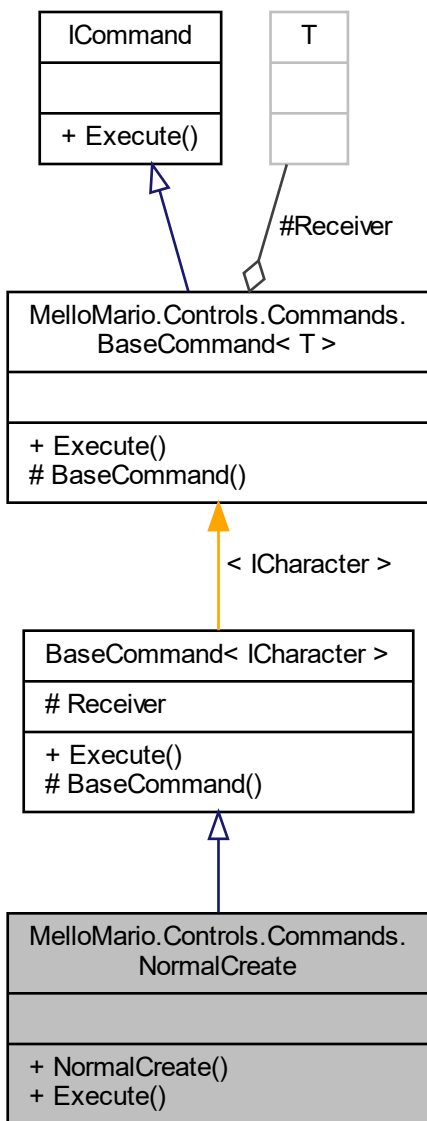 ICommand
+ Execute()
T
#Receiver
MelloMario.Controls.Commands.
BaseCommand< T >
+ Execute()
# BaseCommand()
< ICharacter >
BaseCommand< ICharacter >
# Receiver
+ Execute()
# BaseCommand()
MelloMario.Controls.Commands.
NormalCreate
+ NormalCreate()
+ Execute()